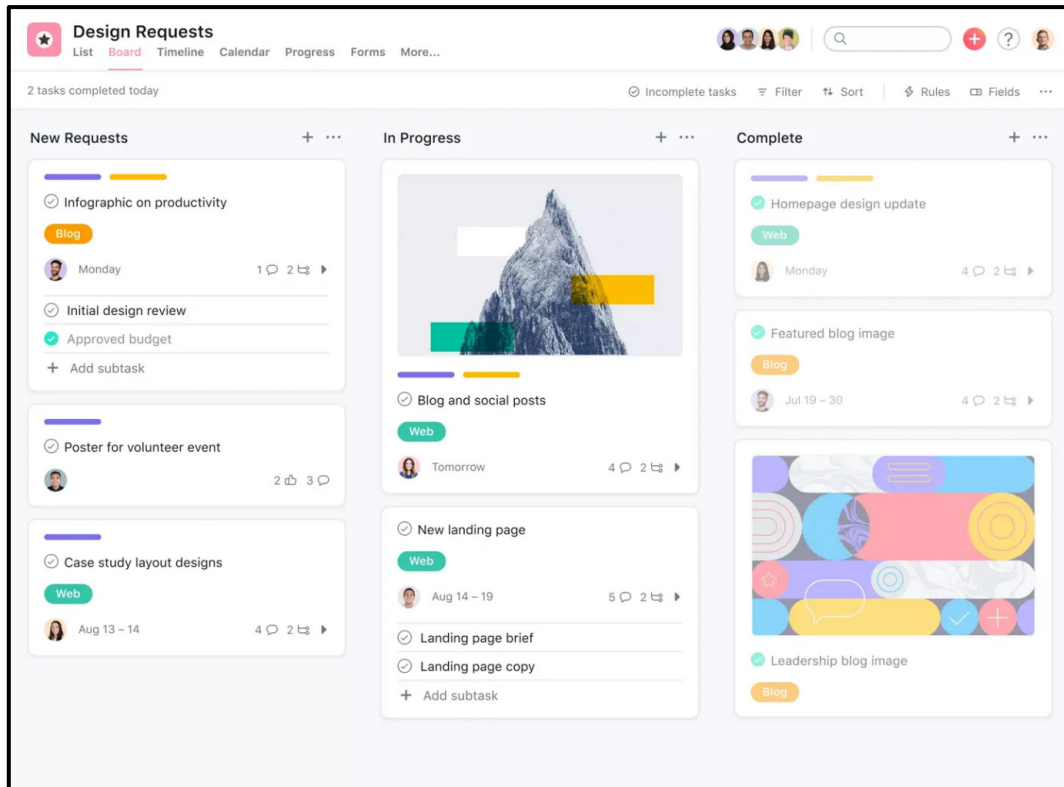 Design Requests
List Board Timeline Calendar Progress Forms More...
?
2 tasks completed today
Incomplete tasks Filter Sort Rules Fields
New Requests
Infographic on productivity
Blog
Monday 1 2
Initial design review
Approved budget
+ Add subtask
Poster for volunteer event
2 3
Case study layout designs
Web
Aug 13 – 14 4 2
In Progress
Blog and social posts
Web
Tomorrow 4 2
New landing page
Web
Aug 14 – 19 5 2
Landing page brief
Landing page copy
+ Add subtask
Complete
Homepage design update
Web
Monday 4 2
Featured blog image
Blog
Jul 19 – 30 4 2
Leadership blog image
Blog